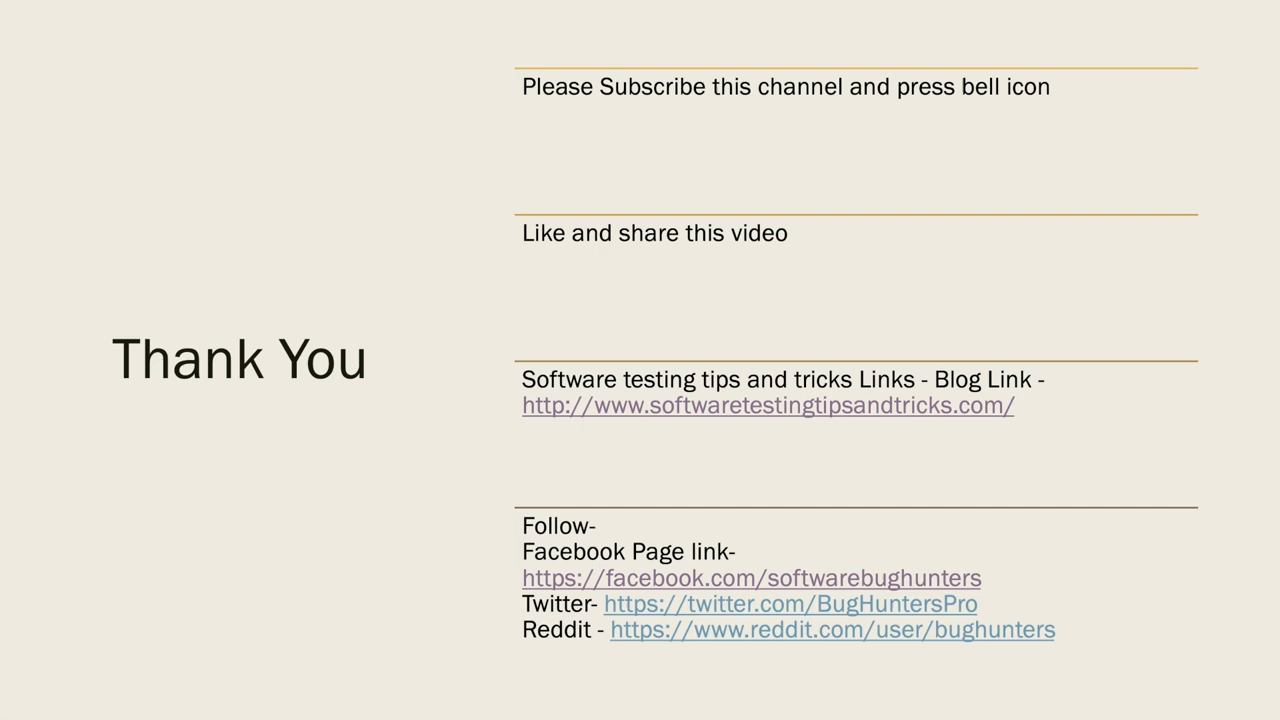 Thank You
Please Subscribe this channel and press bell icon
Like and share this video
Software testing tips and tricks Links - Blog Link -
http://www.softwaretestingtipsandtricks.com/
Follow-
Facebook Page link-
https://facebook.com/softwarebughunters
Twitter- https://twitter.com/BugHuntersPro
Reddit - https://www.reddit.com/user/bughunters